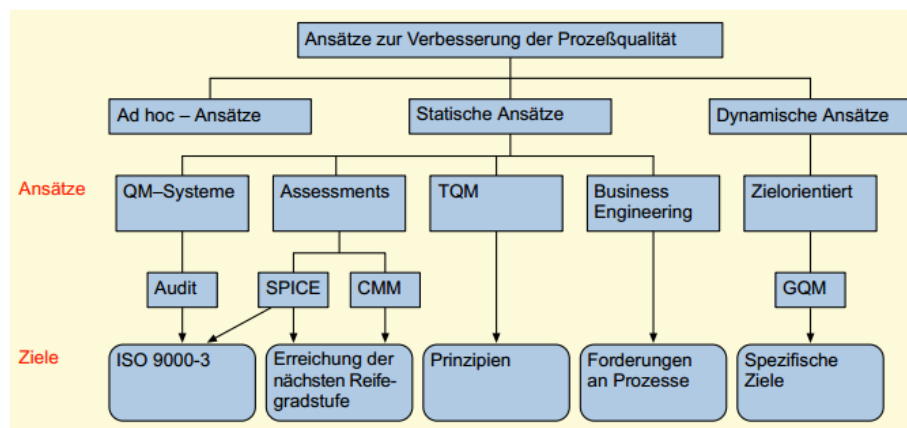 Ansätze zur Verbesserung der Prozeßqualität
Ad hoc – Ansätze
Statische Ansätze
Dynamische Ansätze
Ansätze
QM–Systeme
Assessments
TQM
Business
Engineering
Zielorientiert
Audit
SPICE
CMM
GQM
Ziele
ISO 9000-3
Erreichung der
nächsten Reife-
gradstufe
Prinzipien
Forderungen
an Prozesse
Spezifische
Ziele